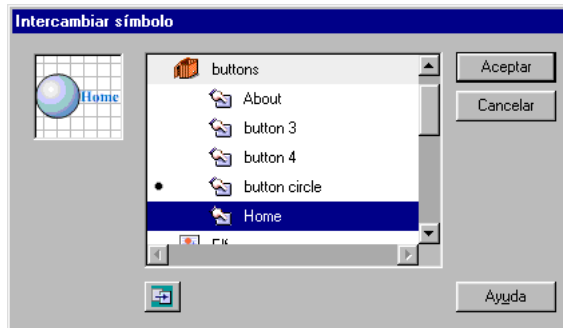 Intercambiar símbolo
Home
buttons
About
button 3
button 4
button circle
Home
Aceptar
Cancelar
Ayuda